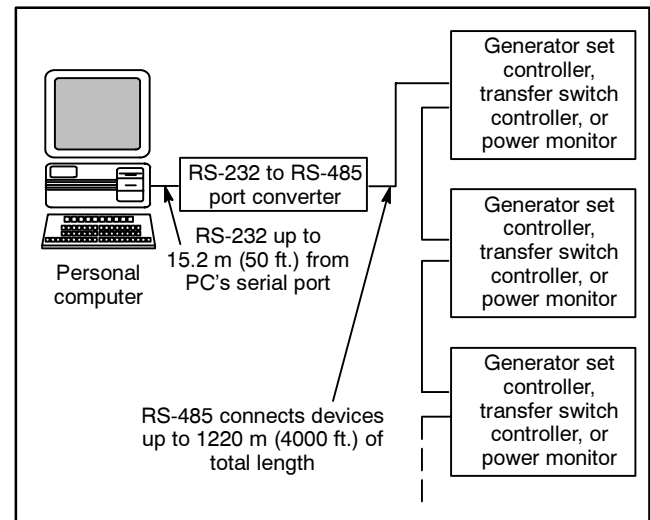 Personal
computer
RS-232 to RS-485
port converter
RS-232 up to
15.2 m (50 ft.) from
PC's serial port
RS-485 connects devices
up to 1220 m (4000 ft.) of
total length
Generator set
controller,
transfer switch
controller, or
power monitor
Generator set
controller,
transfer switch
controller, or
power monitor
Generator set
controller,
transfer switch
controller, or
power monitor